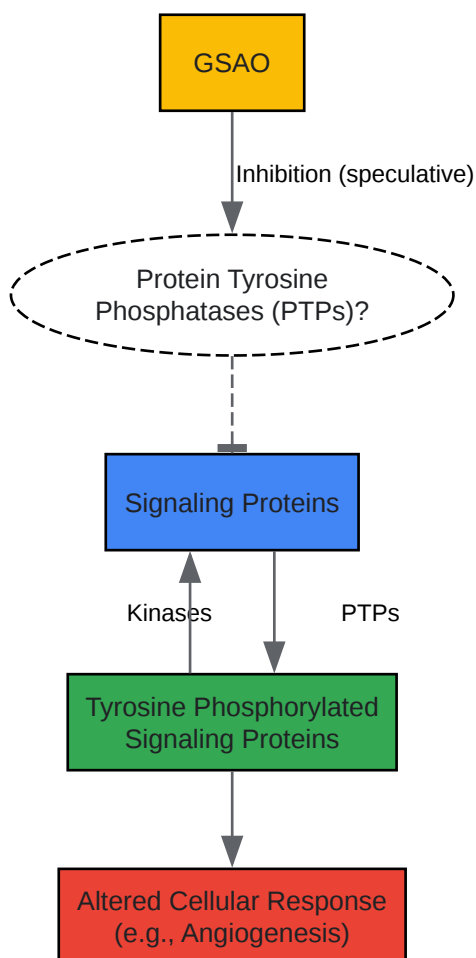 GSAO
Inhibition (speculative)
Protein Tyrosine
Phosphatases (PTPs)?
Signaling Proteins
Kinases
PTPs
Tyrosine Phosphorylated
Signaling Proteins
Altered Cellular Response
(e.g., Angiogenesis)